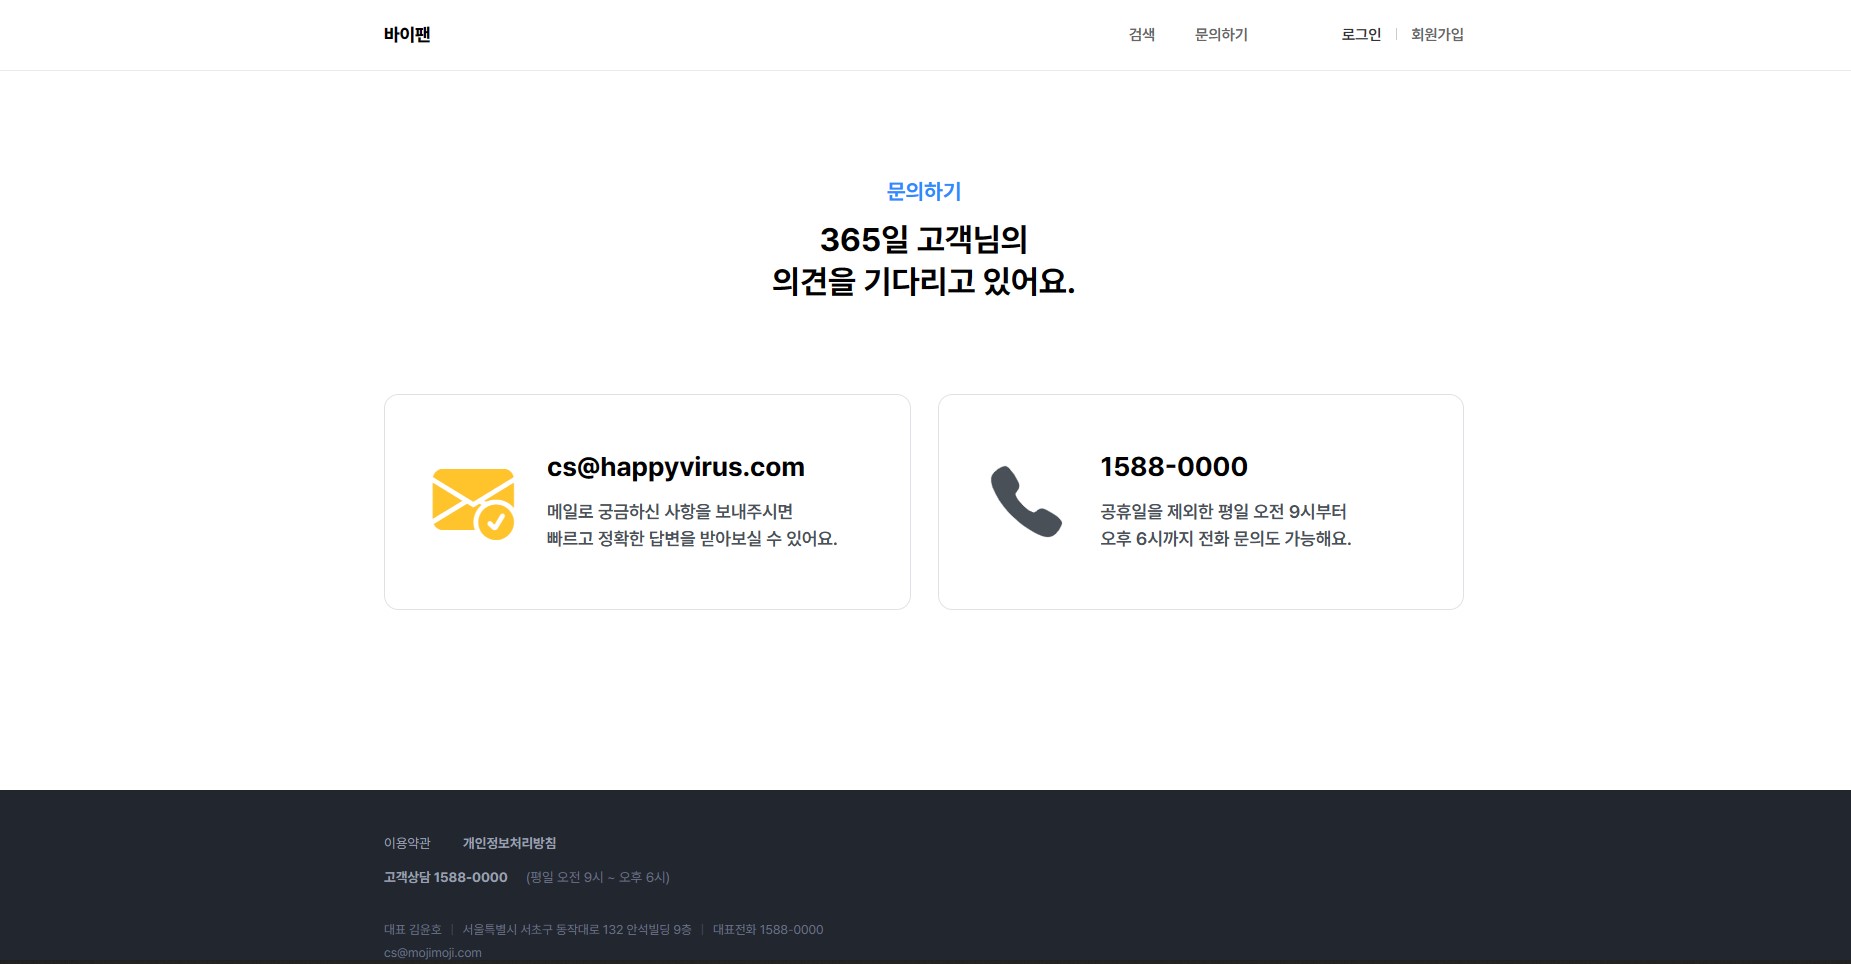 바이팬
검색 문의하기 로그인 | 회원가입
문의하기
365일 고객님의
의견을 기다리고 있어요.
cs@happyvirus.com
메일로 궁금하신 사항을 보내주시면
빠르고 정확한 답변을 받아보실 수 있어요.
1588-0000
공휴일을 제외한 평일 오전 9시부터
오후 6시까지 전화 문의도 가능해요.
이용약관 개인정보처리방침
고객상담 1588-0000 (평일 오전 9시 ~ 오후 6시)
대표 김윤호 | 서울특별시 서초구 동작대로 132 안석빌딩 9층 | 대표전화 1588-0000
cs@mojimoji.com